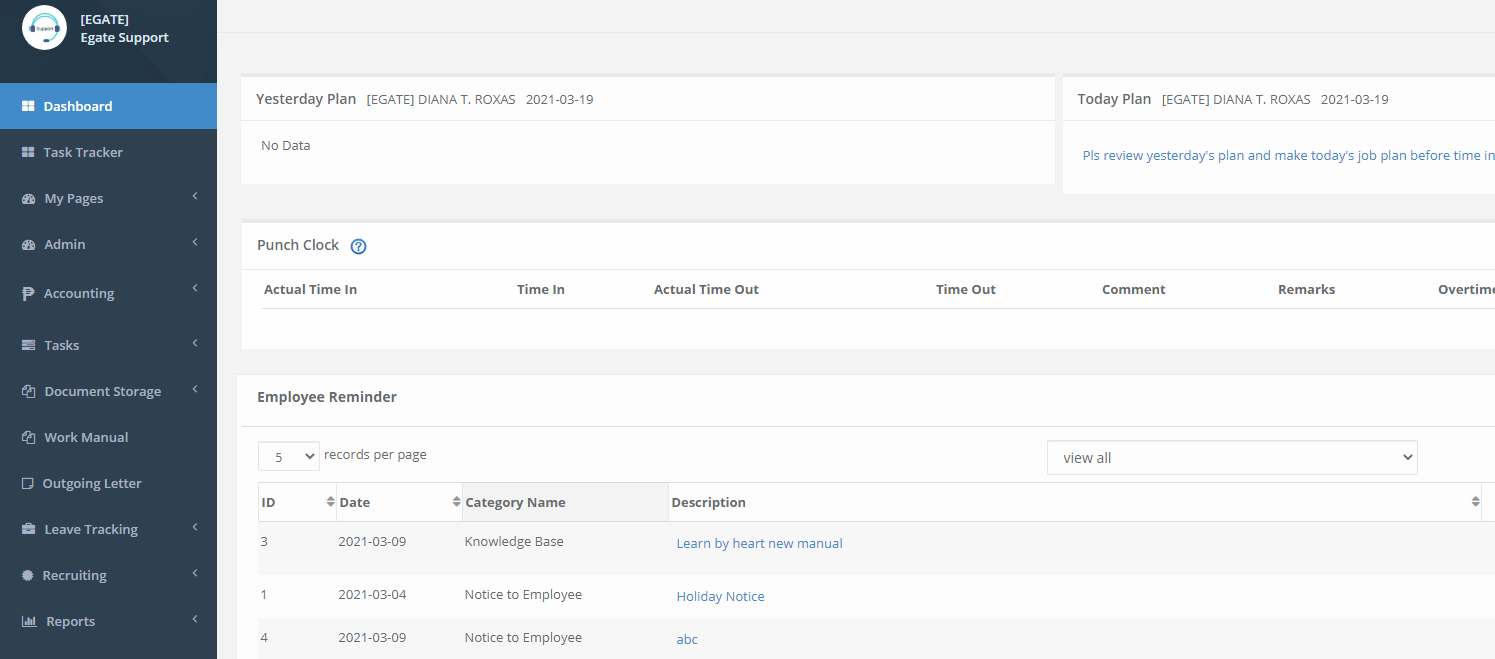 [EGATE]
Egate Support
Support
Dashboard
Task Tracker
My Pages
Admin
Accounting
Tasks
Document Storage
Work Manual
Outgoing Letter
Leave Tracking
Recruiting
Reports
Yesterday Plan [EGATE] DIANA T. ROXAS 2021-03-19
No Data
Today Plan [EGATE] DIANA T. ROXAS 2021-03-19
Pls review yesterday's plan and make today's job plan before time in
Punch Clock ?
Actual Time In Time In Actual Time Out Time Out Comment Remarks Overtime
Employee Reminder
5 records per page view all
ID Date Category Name Description
3 2021-03-09 Knowledge Base Learn by heart new manual
1 2021-03-04 Notice to Employee Holiday Notice
4 2021-03-09 Notice to Employee abc